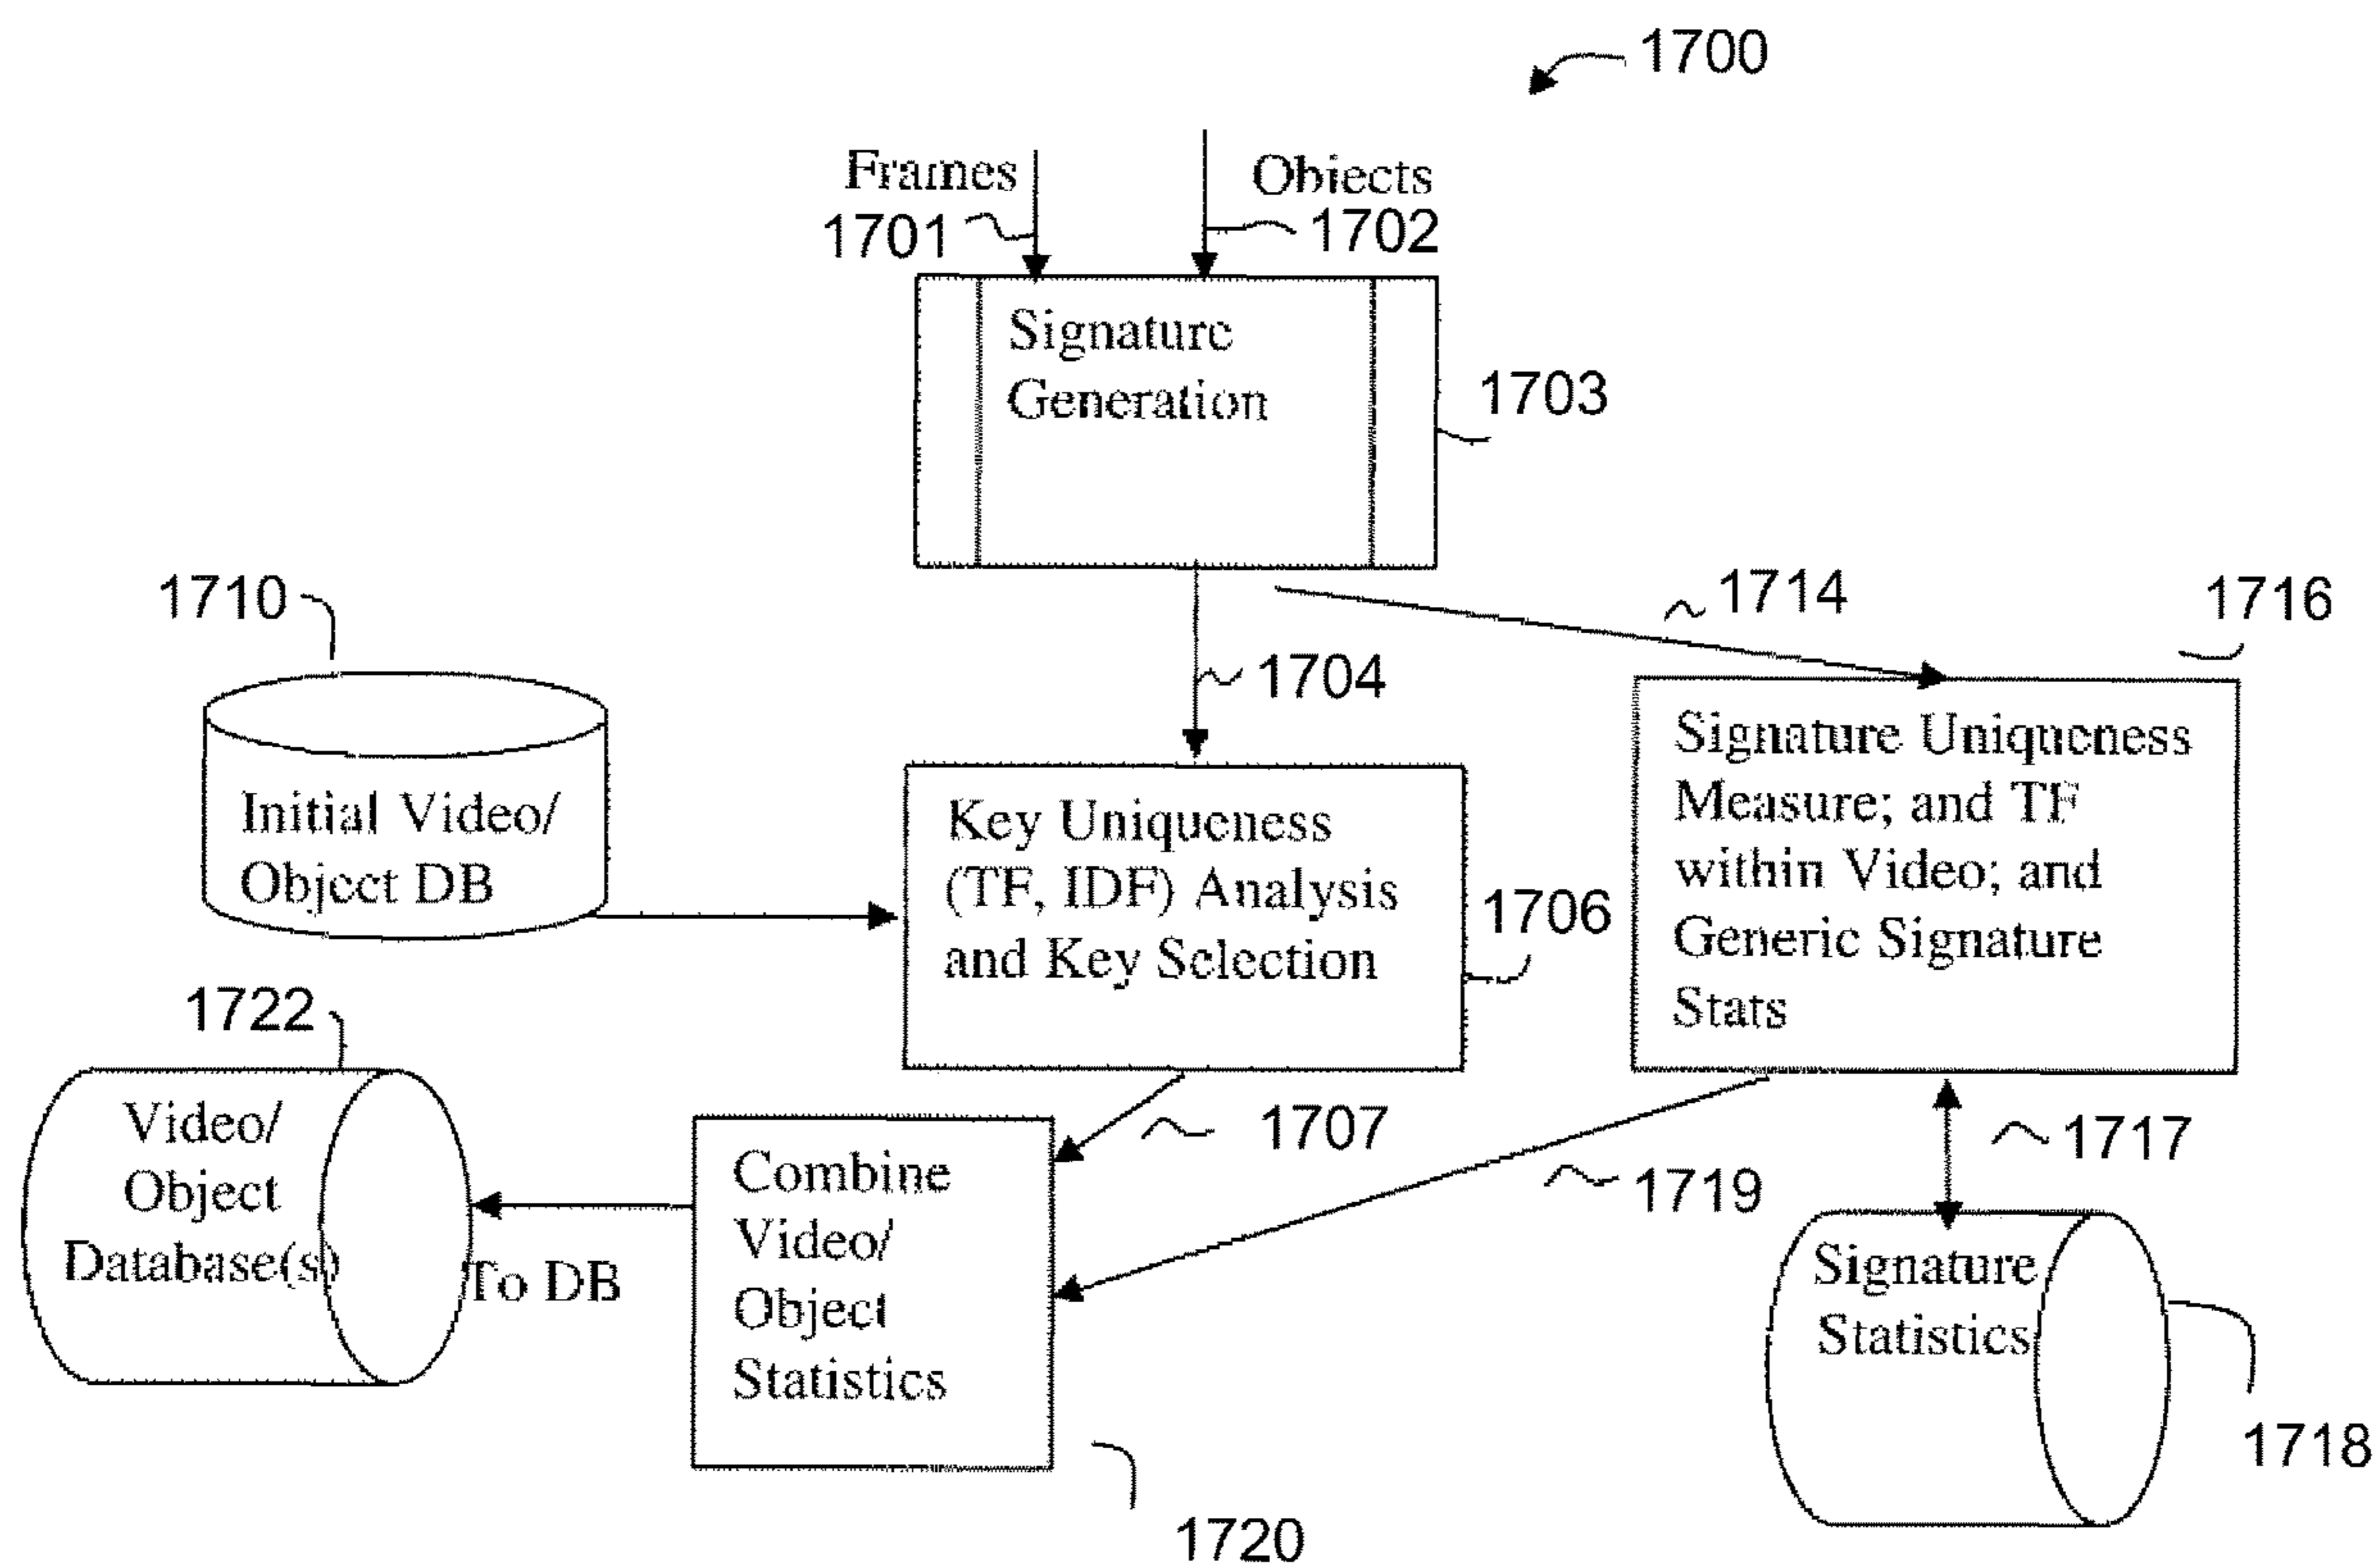 1700
Frames
1701
Objects
1702
Signature
Generation
1703
1710
1714
1716
1704
Initial Video/
Object DB
Key Uniqueness
(TF, IDF) Analysis
and Key Selection
1706
Signature Uniqueness
Measure; and TF
within Video; and
Generic Signature
Stats
1722
Video/
Object
Database(s)
To DB
1707
Combine
Video/
Object
Statistics
1719
1717
Signature
Statistics
1718
1720